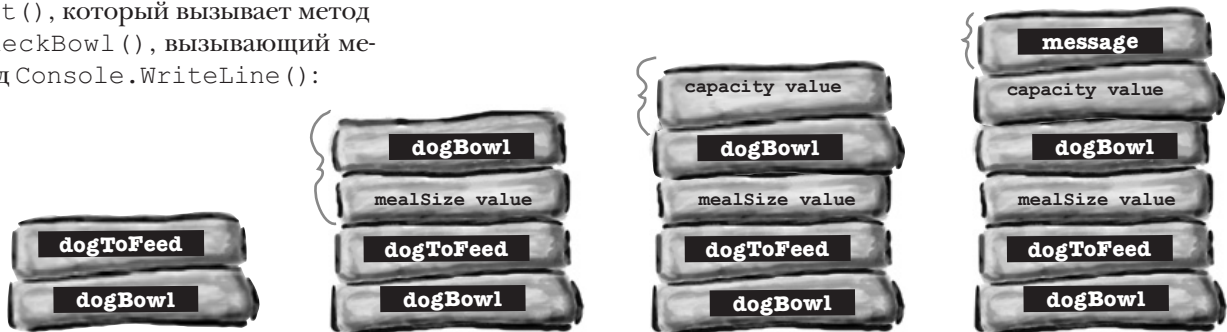 t(), который вызывает метод
eckBowl(), вызывающий ме-
Console.WriteLine():
dogToFeed
dogBowl
dogBowl
mealSize value
dogToFeed
dogBowl
capacity value
dogBowl
mealSize value
dogToFeed
dogBowl
message
capacity value
dogBowl
mealSize value
dogToFeed
dogBowl